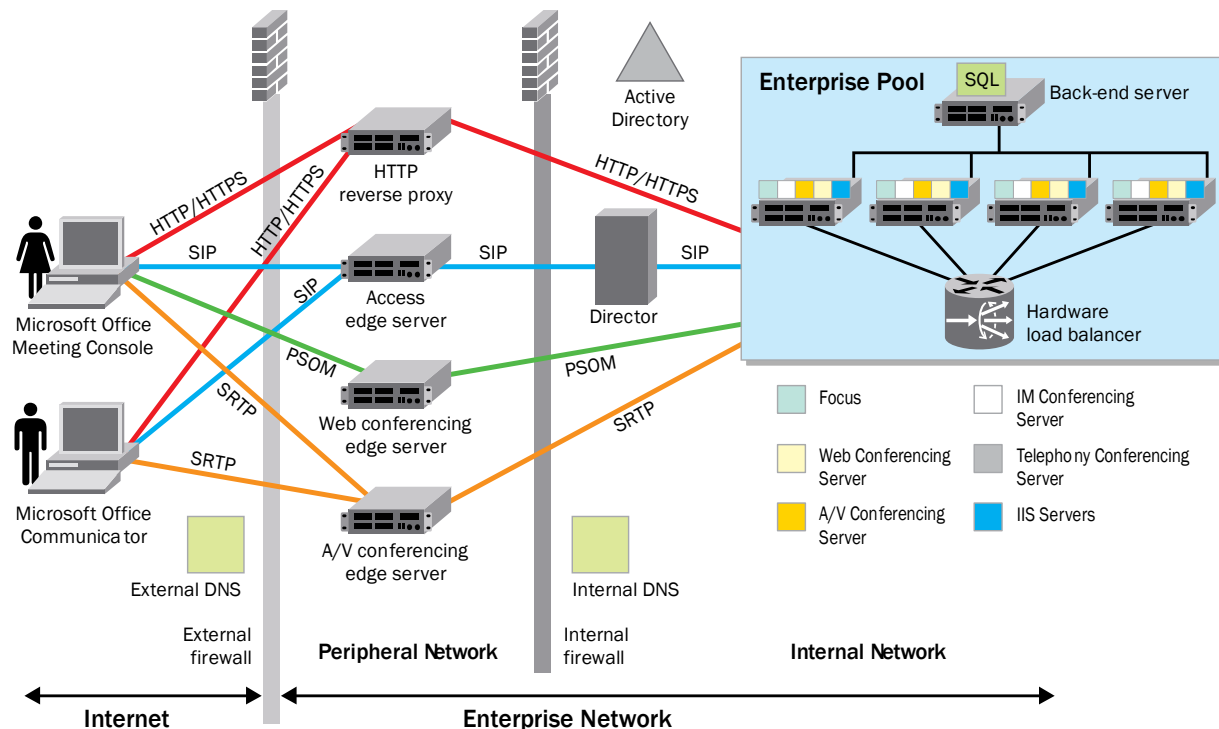 Enterprise Pool
SQL
Back-end server
Active
Directory
HTTP
reverse proxy
HTTP/HTTPS
HTTP/HTTPS
HTTP/HTTPS
SIP
SIP
SIP
SIP
Access
edge server
Director
Hardware
load balancer
Microsoft Office
Meeting Console
PSOM
PSOM
SRTP
SRTP
SRTP
Web conferencing
edge server
Microsoft Office
Communicator
A/V conferencing
edge server
External DNS
Internal DNS
Focus
IM Conferencing
Server
Web Conferencing
Server
Telephony Conferencing
Server
A/V Conferencing
Server
IIS Servers
External
firewall
Peripheral Network
Internal
firewall
Internal Network
Internet
Enterprise Network